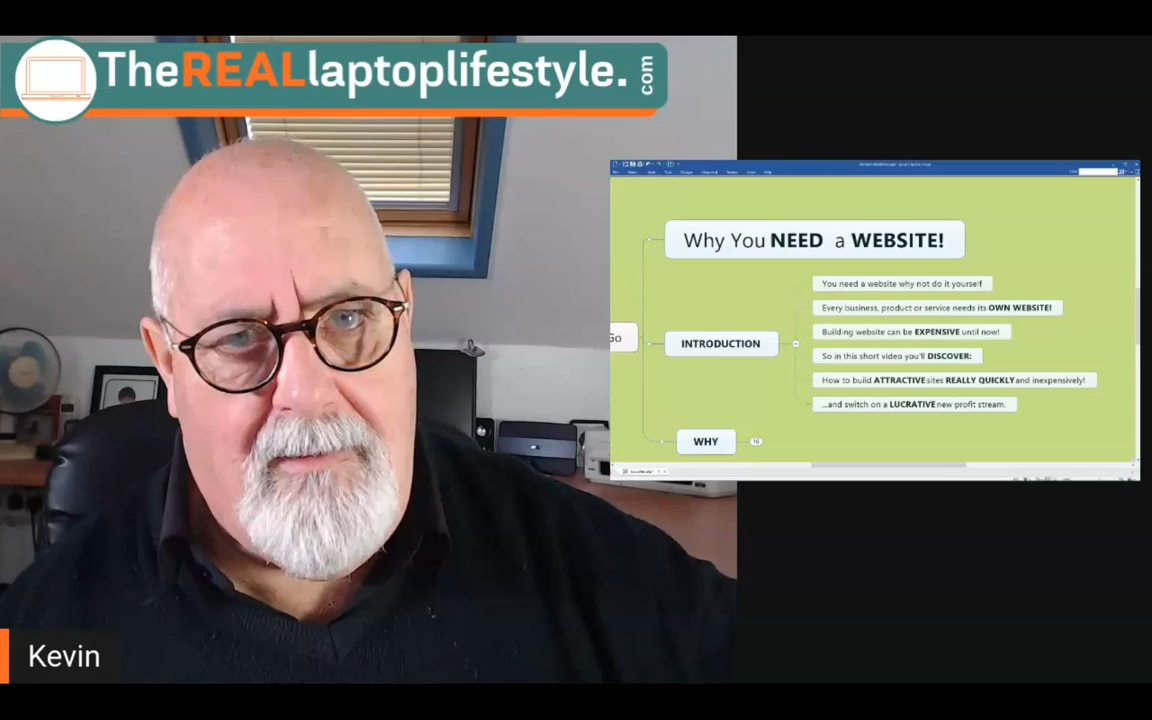 TheREALlaptoplifestyle.com
Why You NEED a WEBSITE!
You need a website why not do it yourself
Every business, product or service needs its OWN WEBSITE!
Building website can be EXPENSIVE until now!
Go
INTRODUCTION
So in this short video you'll DISCOVER:
How to build ATTRACTIVE sites REALLY QUICKLY and inexpensively!
...and switch on a LUCRATIVE new profit stream.
WHY
16
Kevin